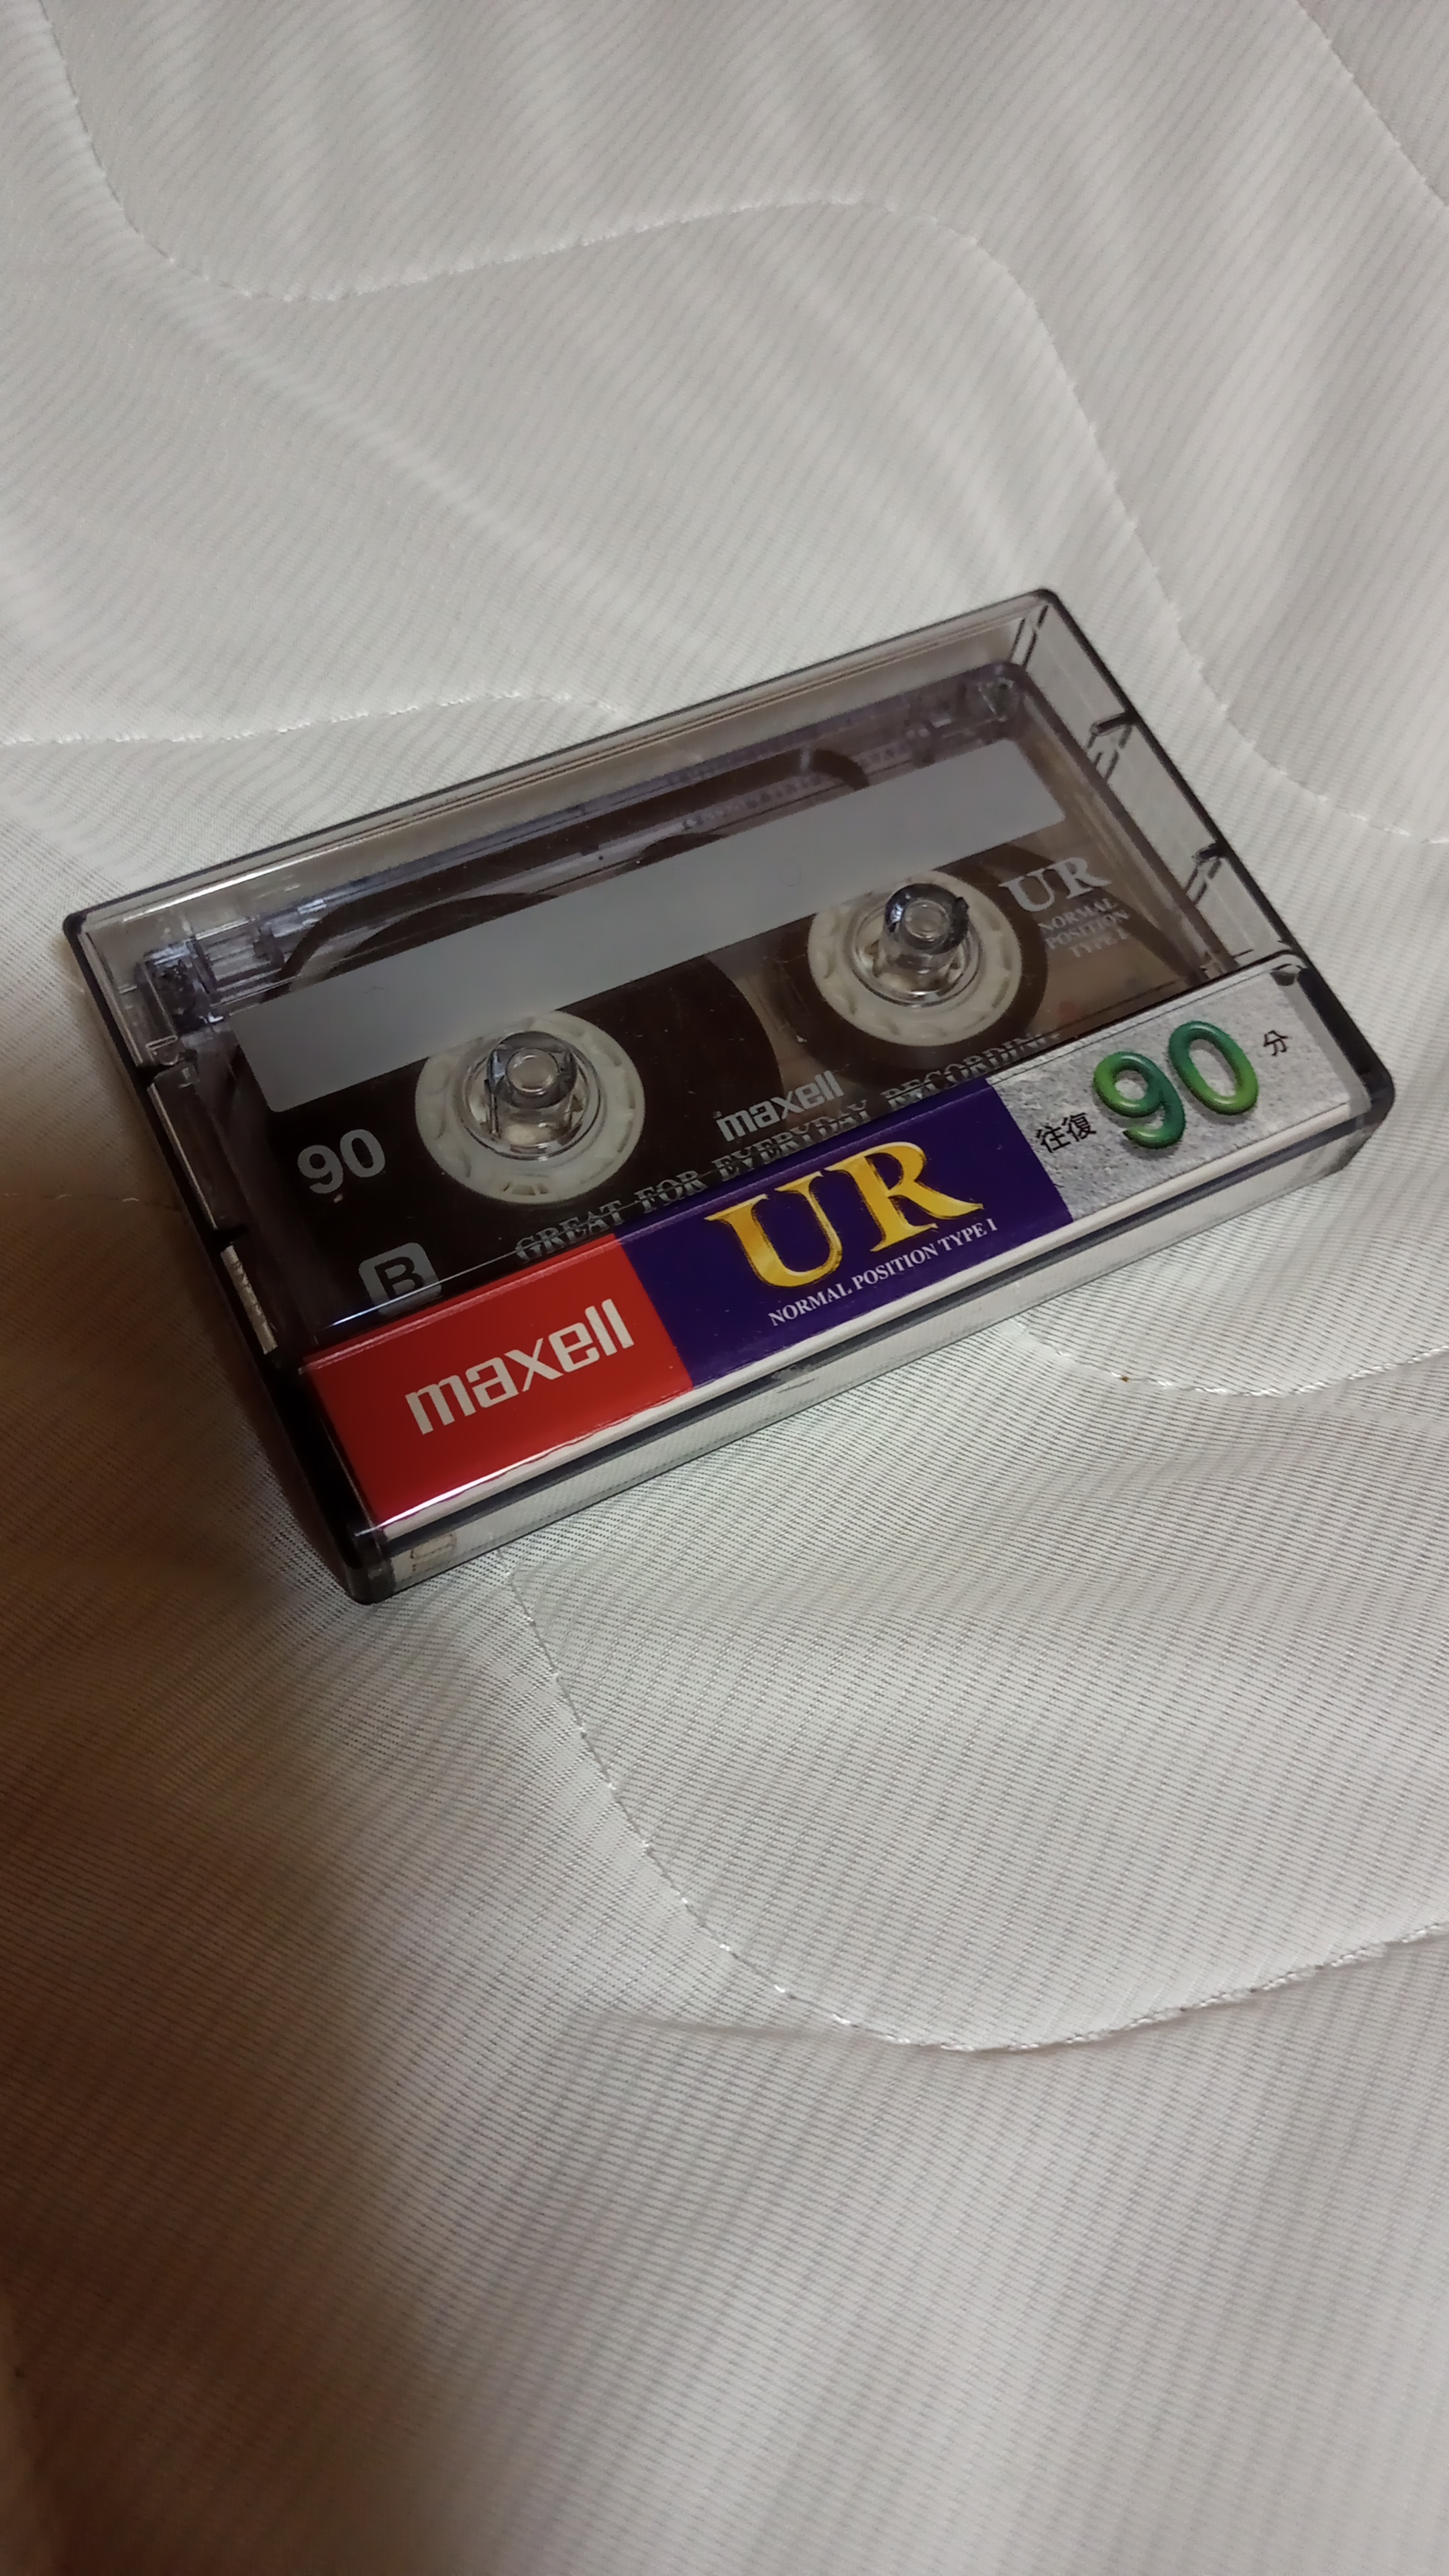 UR
NORMAL
POSITION
TYPE I
90
maxell
GREAT FOR EVERYDAY RECORDING
B
maxell
UR
NORMAL POSITION TYPE I
往復 90 分